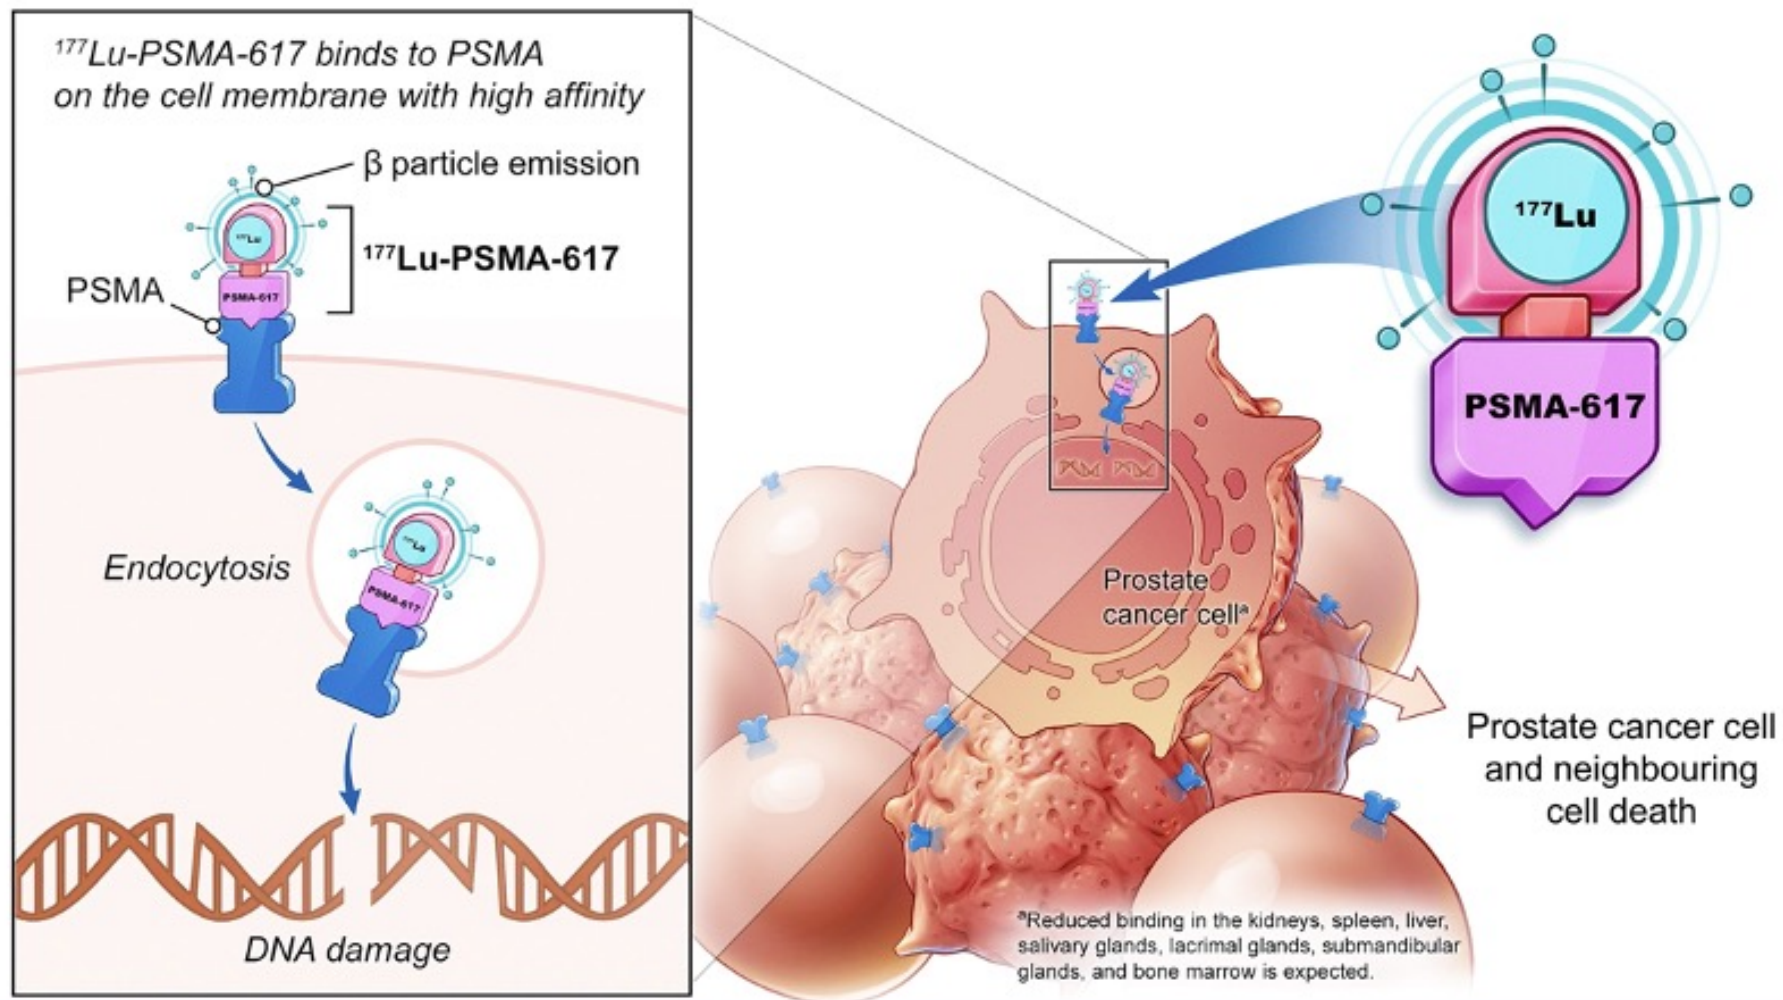 ¹⁷⁷Lu-PSMA-617 binds to PSMA
on the cell membrane with high affinity
β particle emission
¹⁷⁷Lu
¹⁷⁷Lu-PSMA-617
PSMA
PSMA-617
Endocytosis
¹⁷⁷Lu
PSMA-617
DNA damage
¹⁷⁷Lu
PSMA-617
Prostate
cancer cellᵃ
Prostate cancer cell
and neighbouring
cell death
ᵃReduced binding in the kidneys, spleen, liver,
salivary glands, lacrimal glands, submandibular
glands, and bone marrow is expected.